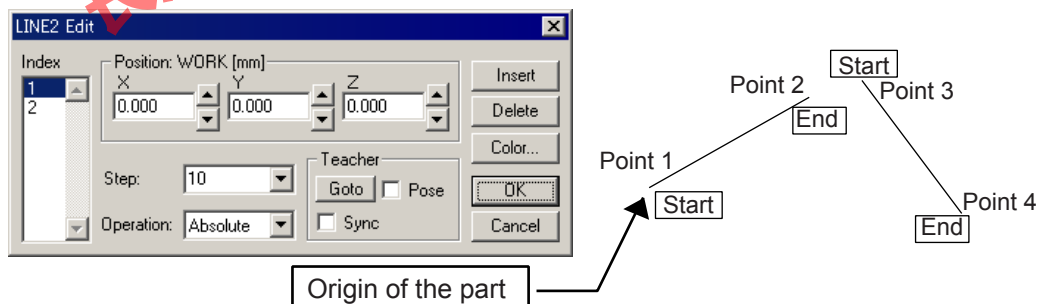 LINE2 Edit
Index
1
2
Position: WORK [mm]
X
Y
Z
0.000
0.000
0.000
Step:
10
Operation:
Absolute
Teacher
Goto
Pose
Sync
Insert
Delete
Color...
OK
Cancel
Point 1
Start
Point 2
End
Start
Point 3
Point 4
End
Origin of the part